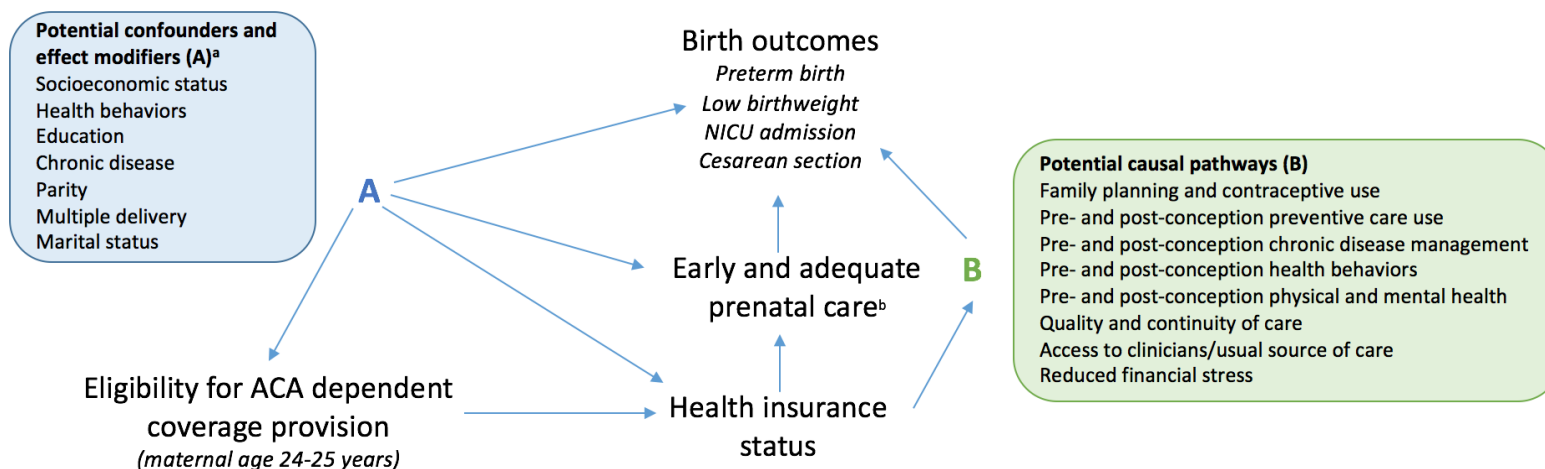 Potential confounders and
effect modifiers (A)a
Socioeconomic status
Health behaviors
Education
Chronic disease
Parity
Multiple delivery
Marital status
A
Birth outcomes
Preterm birth
Low birthweight
NICU admission
Cesarean section
Early and adequate
prenatal careb
B
Potential causal pathways (B)
Family planning and contraceptive use
Pre- and post-conception preventive care use
Pre- and post-conception chronic disease management
Pre- and post-conception health behaviors
Pre- and post-conception physical and mental health
Quality and continuity of care
Access to clinicians/usual source of care
Reduced financial stress
Eligibility for ACA dependent
coverage provision
(maternal age 24-25 years)
Health insurance
status